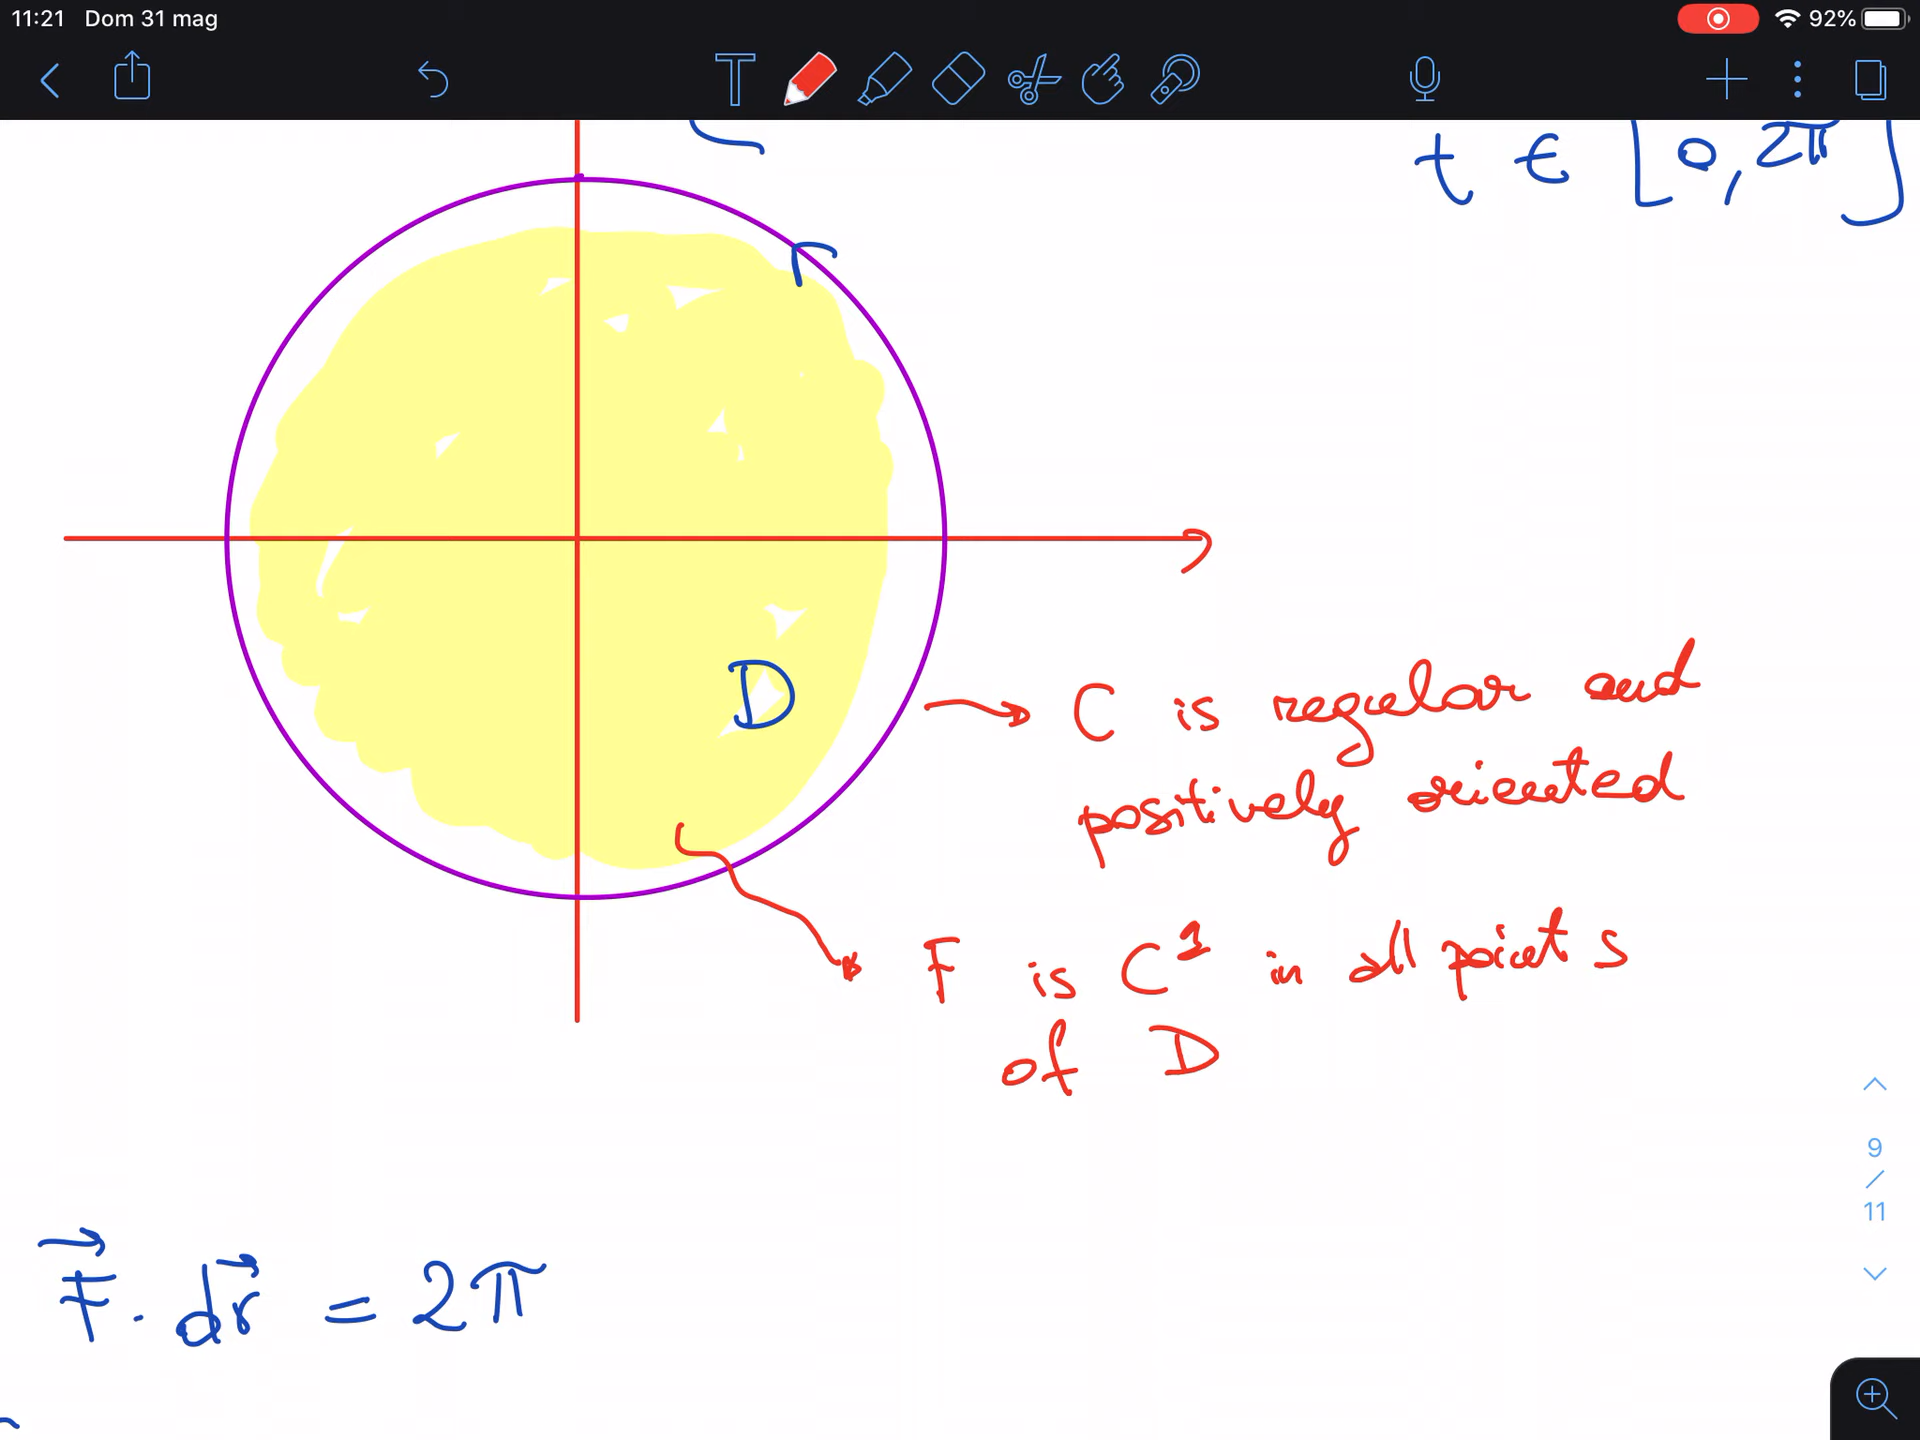 11:21 Dom 31 mag
92%
T
t ∈ [0, 2π]
D
C is regular and
positively oriented
F is C¹ in all points
of D
9
/
11
F⃗ · dr⃗ = 2π